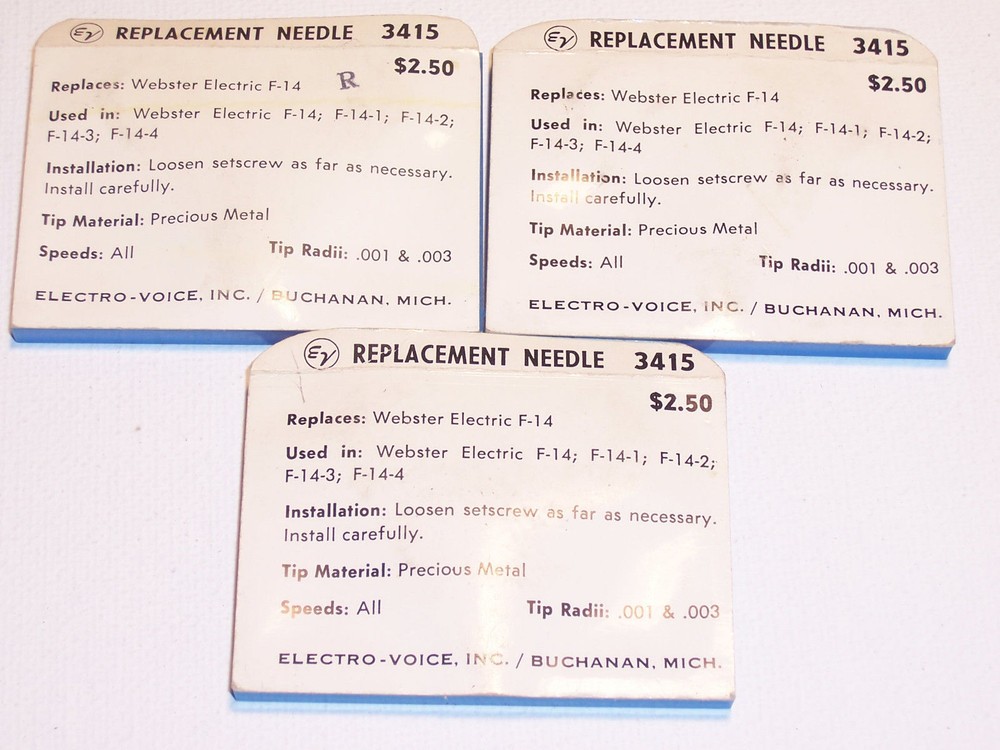 EV REPLACEMENT NEEDLE 3415
$2.50
Replaces: Webster Electric F-14 R
Used in: Webster Electric F-14; F-14-1; F-14-2;
F-14-3; F-14-4
Installation: Loosen setscrew as far as necessary.
Install carefully.
Tip Material: Precious Metal
Speeds: All Tip Radii: .001 & .003
ELECTRO-VOICE, INC. / BUCHANAN, MICH.
EV REPLACEMENT NEEDLE 3415
$2.50
Replaces: Webster Electric F-14
Used in: Webster Electric F-14; F-14-1; F-14-2;
F-14-3; F-14-4
Installation: Loosen setscrew as far as necessary.
Install carefully.
Tip Material: Precious Metal
Speeds: All Tip Radii: .001 & .003
ELECTRO-VOICE, INC. / BUCHANAN, MICH.
EV REPLACEMENT NEEDLE 3415
$2.50
Replaces: Webster Electric F-14
Used in: Webster Electric F-14; F-14-1; F-14-2;
F-14-3; F-14-4
Installation: Loosen setscrew as far as necessary.
Install carefully.
Tip Material: Precious Metal
Speeds: All Tip Radii: .001 & .003
ELECTRO-VOICE, INC. / BUCHANAN, MICH.